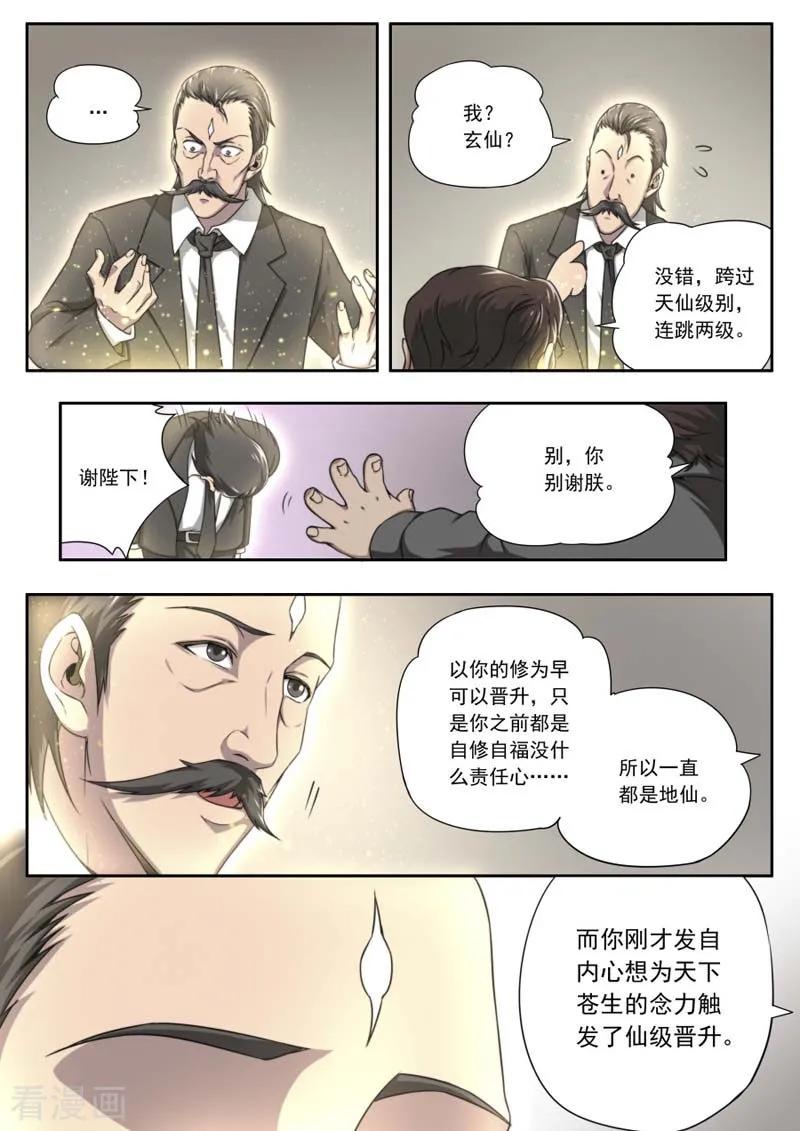 …
我？
玄仙？
没错，跨过
天仙级别，
连跳两级。
谢陛下！
别，你
别谢朕。
以你的修为早
可以晋升，只
是你之前都是
自修自福没什
么责任心……
所以一直
都是地仙。
而你刚才发自
内心想为天下
苍生的念力触
发了仙级晋升。
看漫画